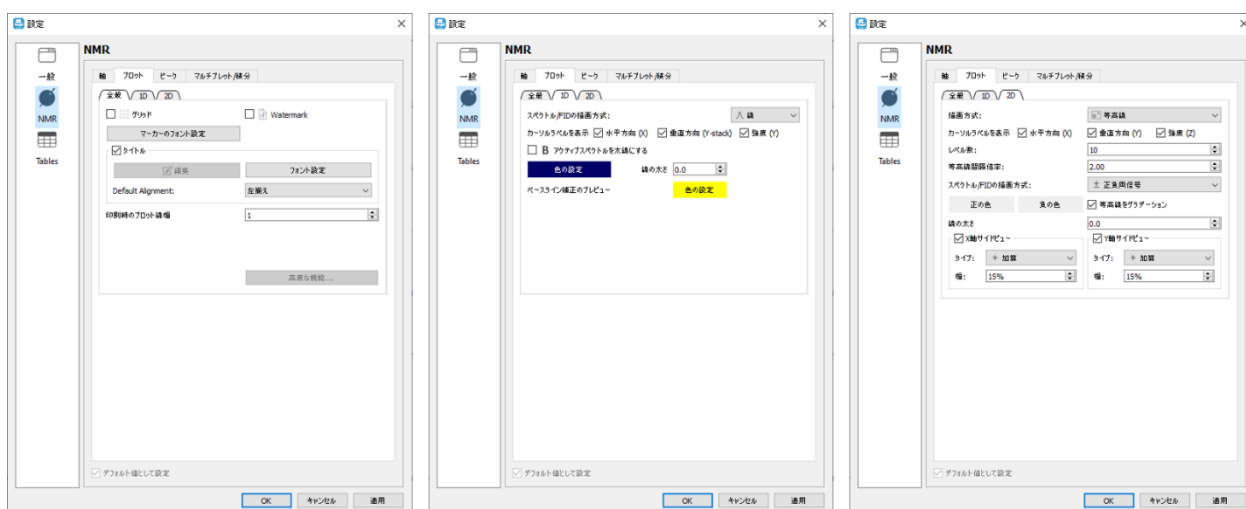 設定
NMR
一般
NMR
Tables
軸 プロット ピーク マルチプレット/積分
全般 1D 2D
グリッド Watermark
マーカーのフォント設定
タイトル
編集 フォント設定
Default Alignment: 左揃え
印刷時のプロット線幅 1
高度な機能...
デフォルト値として設定
OK キャンセル 適用
設定
NMR
一般
NMR
Tables
軸 プロット ピーク マルチプレット/積分
全般 1D 2D
スペクトル/FIDの描画方式: 線
カーソルラベルを表示 水平方向 (X) 垂直方向 (Y-stack) 強度 (Y)
B アクティブスペクトルを太線にする
色の設定 線の太さ 0.0
ベースライン補正のプレビュー 色の設定
デフォルト値として設定
OK キャンセル 適用
設定
NMR
一般
NMR
Tables
軸 プロット ピーク マルチプレット/積分
全般 1D 2D
描画方式: 等高線
カーソルラベルを表示 水平方向 (X) 垂直方向 (Y) 強度 (Z)
レベル数: 10
等高線間隔倍率: 2.00
スペクトル/FIDの描画方式: ± 正負両信号
正の色 負の色 等高線をグラデーション
線の太さ 0.0
X軸サイドビュー Y軸サイドビュー
タイプ: + 加算 タイプ: + 加算
幅: 15% 幅: 15%
デフォルト値として設定
OK キャンセル 適用